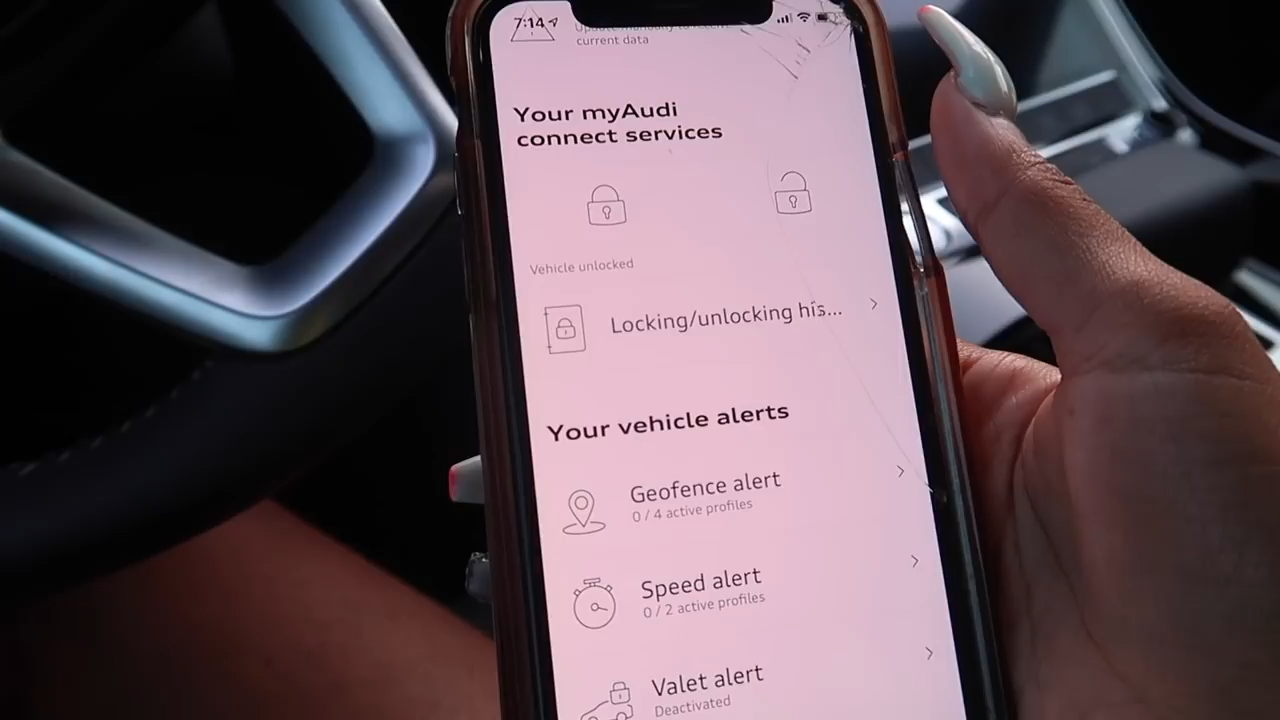 7:14
current data
Your myAudi
connect services
Vehicle unlocked
Locking/unlocking his...
Your vehicle alerts
Geofence alert
0 / 4 active profiles
Speed alert
0 / 2 active profiles
Valet alert
Deactivated